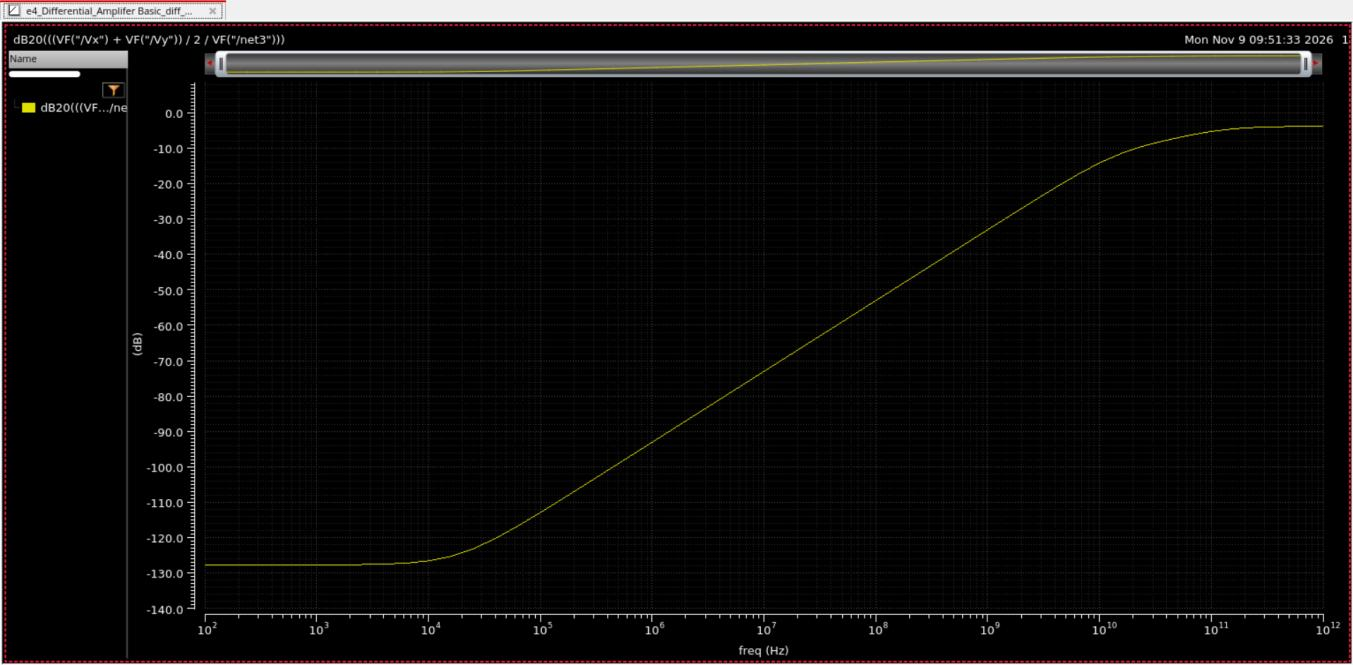 e4_Differential_Amplifer Basic_diff_...
dB20(((VF("/Vx") + VF("/Vy")) / 2 / VF("/net3")))
Mon Nov 9 09:51:33 2026 1
Name
dB20(((VF.../ne
0.0
-10.0
-20.0
-30.0
-40.0
-50.0
-60.0
-70.0
-80.0
-90.0
-100.0
-110.0
-120.0
-130.0
-140.0
(dB)
10² 10³ 10⁴ 10⁵ 10⁶ 10⁷ 10⁸ 10⁹ 10¹⁰ 10¹¹ 10¹²
freq (Hz)